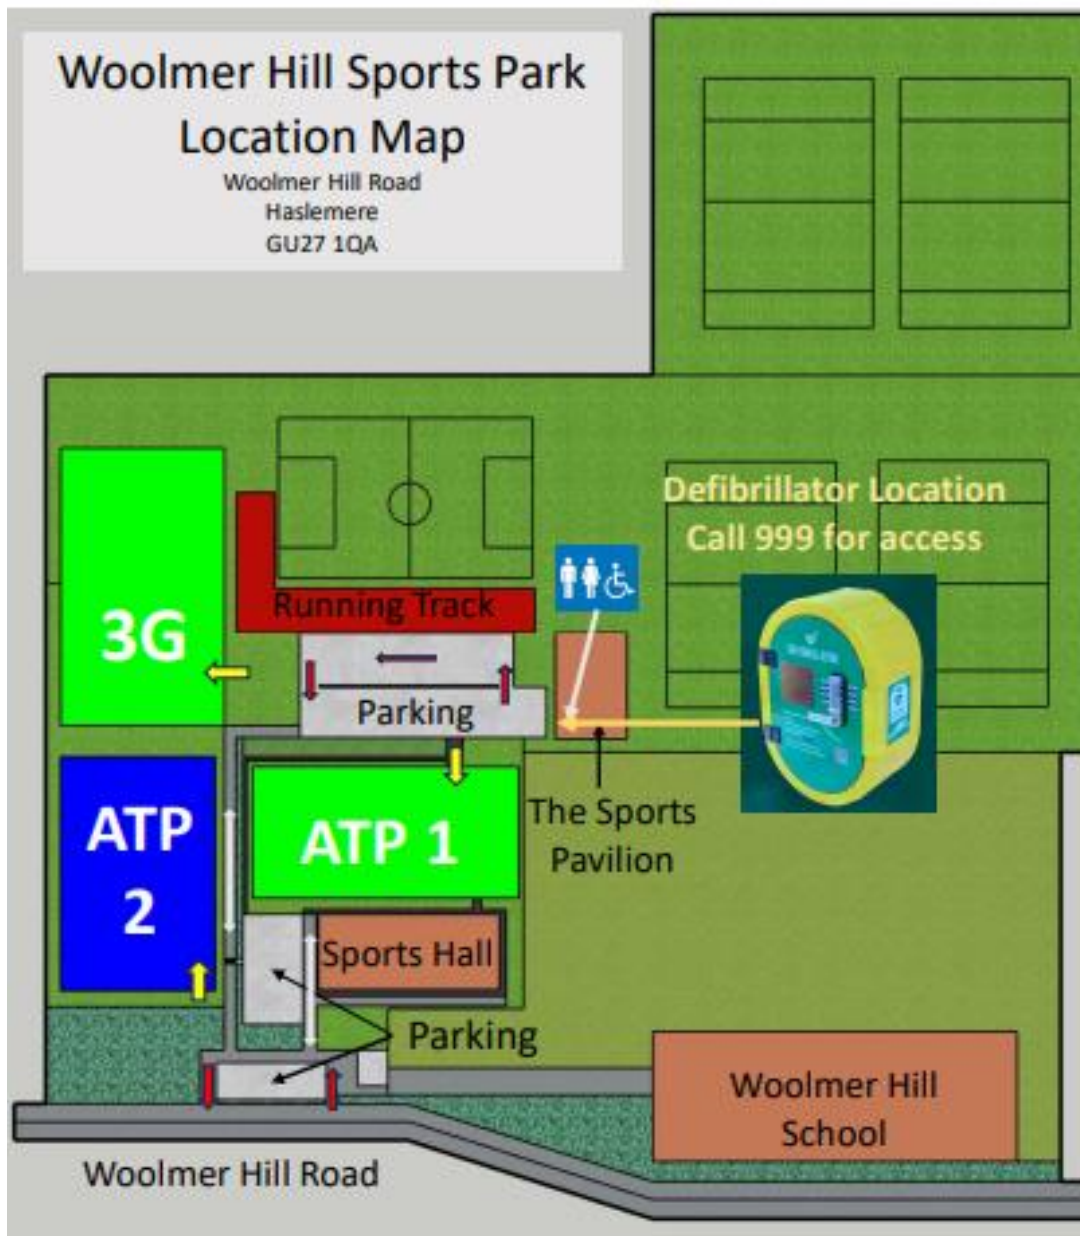 Woolmer Hill Sports Park
Location Map
Woolmer Hill Road
Haslemere
GU27 1QA
Defibrillator Location
Call 999 for access
3G
Running Track
Parking
ATP
2
ATP 1
The Sports
Pavilion
Sports Hall
Parking
Woolmer Hill
School
Woolmer Hill Road